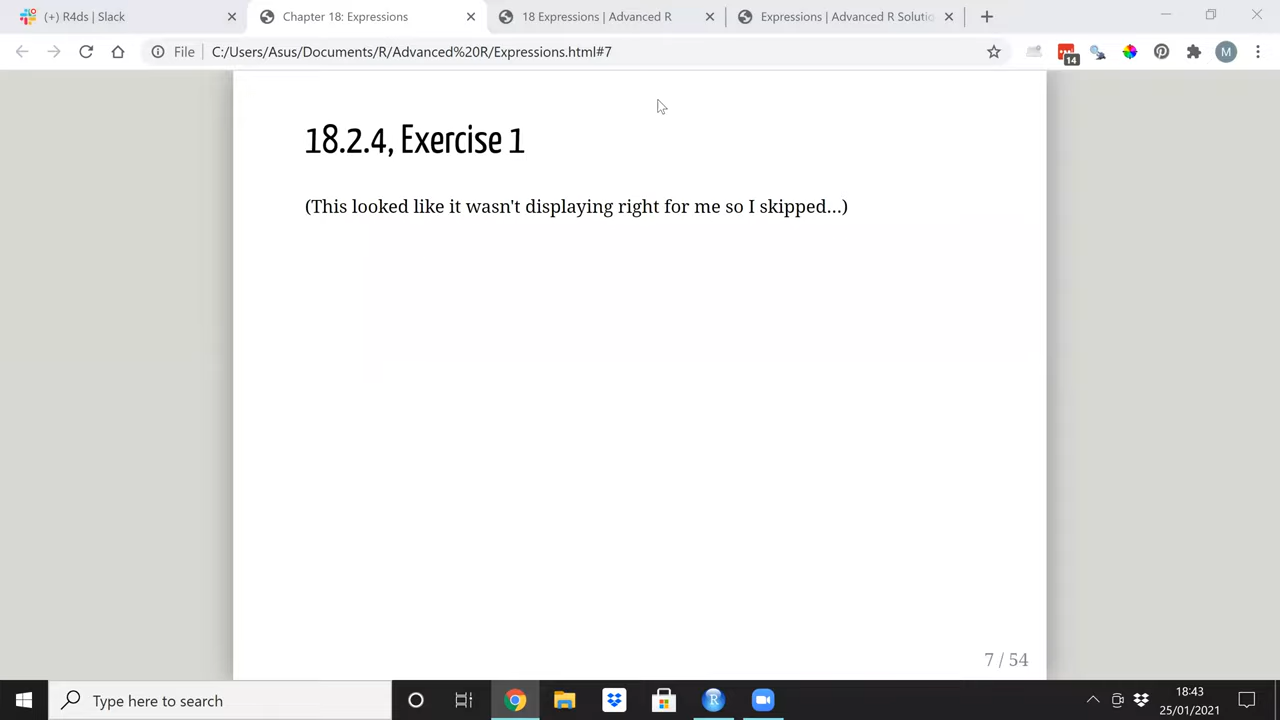 (+) R4ds | Slack
Chapter 18: Expressions
18 Expressions | Advanced R
Expressions | Advanced R Solutio
File
C:/Users/Asus/Documents/R/Advanced%20R/Expressions.html#7
14
M
18.2.4, Exercise 1
(This looked like it wasn't displaying right for me so I skipped...)
7 / 54
Type here to search
R
18:43
25/01/2021